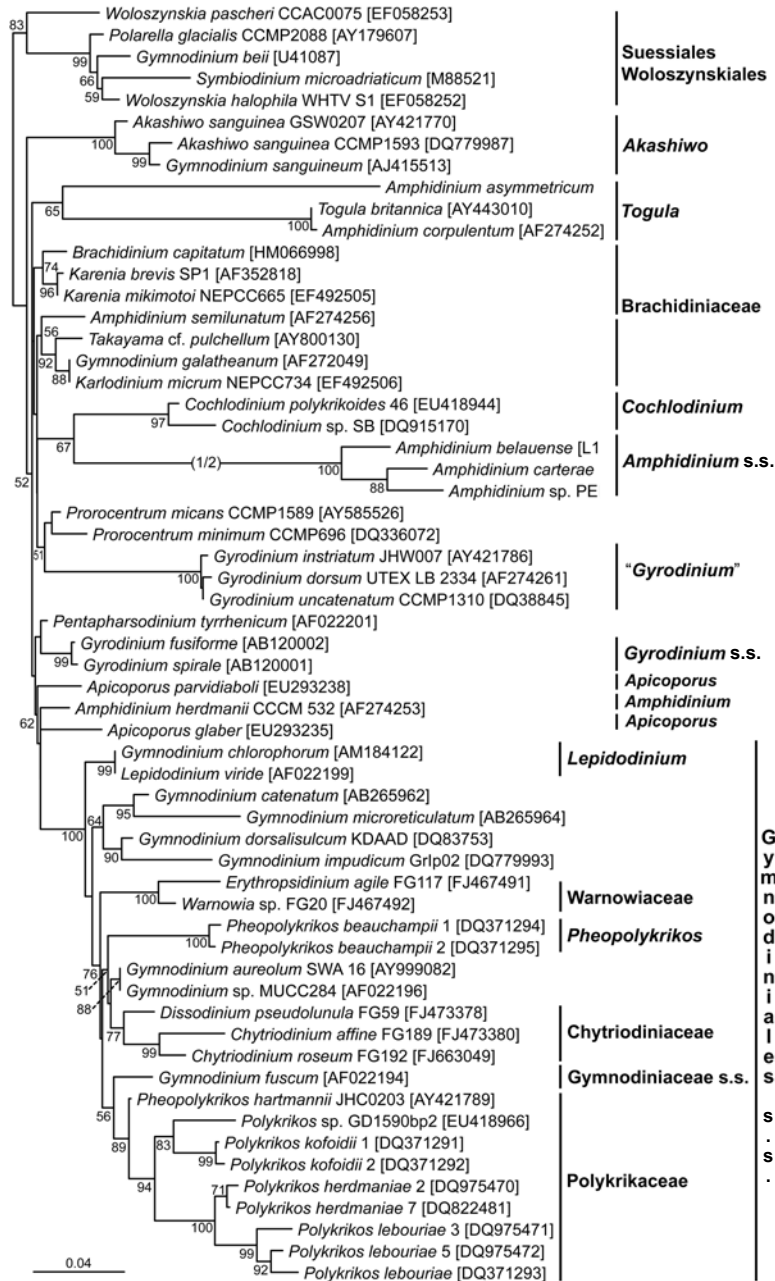 83
Woloszynskia pascheri CCAC0075 [EF058253]
Polarella glacialis CCMP2088 [AY179607]
99
Gymnodinium beii [U41087]
66
Symbiodinium microadriaticum [M88521]
59
Woloszynskia halophila WHTV S1 [EF058252]
Suessiales
Woloszynskiales
Akashiwo sanguinea GSW0207 [AY421770]
100
Akashiwo sanguinea CCMP1593 [DQ779987]
99
Gymnodinium sanguineum [AJ415513]
Akashiwo
Amphidinium asymmetricum
65
Togula britannica [AY443010]
100
Amphidinium corpulentum [AF274252]
Togula
Brachidinium capitatum [HM066998]
74
Karenia brevis SP1 [AF352818]
96
Karenia mikimotoi NEPCC665 [EF492505]
Amphidinium semilunatum [AF274256]
56
Takayama cf. pulchellum [AY800130]
92
Gymnodinium galatheanum [AF272049]
88
Karlodinium micrum NEPCC734 [EF492506]
Brachidiniaceae
Cochlodinium polykrikoides 46 [EU418944]
97
Cochlodinium sp. SB [DQ915170]
Cochlodinium
67
(1/2)
Amphidinium belauense [L1
100
Amphidinium carterae
88
Amphidinium sp. PE
Amphidinium s.s.
52
Prorocentrum micans CCMP1589 [AY585526]
Prorocentrum minimum CCMP696 [DQ336072]
51
Gyrodinium instriatum JHW007 [AY421786]
100
Gyrodinium dorsum UTEX LB 2334 [AF274261]
Gyrodinium uncatenatum CCMP1310 [DQ38845]
"Gyrodinium"
Pentapharsodinium tyrrhenicum [AF022201]
Gyrodinium fusiforme [AB120002]
99
Gyrodinium spirale [AB120001]
Gyrodinium s.s.
Apicoporus parvidiaboli [EU293238]
Apicoporus
Amphidinium herdmanii CCCM 532 [AF274253]
Amphidinium
62
Apicoporus glaber [EU293235]
Apicoporus
Gymnodinium chlorophorum [AM184122]
99
Lepidodinium viride [AF022199]
Lepidodinium
Gymnodinium catenatum [AB265962]
95
Gymnodinium microreticulatum [AB265964]
64
100
Gymnodinium dorsalisulcum KDAAD [DQ83753]
90
Gymnodinium impudicum GrIp02 [DQ779993]
Erythropsidinium agile FG117 [FJ467491]
100
Warnowia sp. FG20 [FJ467492]
Warnowiaceae
Pheopolykrikos beauchampii 1 [DQ371294]
100
Pheopolykrikos beauchampii 2 [DQ371295]
Pheopolykrikos
76
Gymnodinium aureolum SWA 16 [AY999082]
51
Gymnodinium sp. MUCC284 [AF022196]
88
Dissodinium pseudolunula FG59 [FJ473378]
77
Chytriodinium affine FG189 [FJ473380]
99
Chytriodinium roseum FG192 [FJ663049]
Chytriodiniaceae
Gymnodinium fuscum [AF022194]
Gymnodiniaceae s.s.
56
Pheopolykrikos hartmannii JHC0203 [AY421789]
89
Polykrikos sp. GD1590bp2 [EU418966]
83
Polykrikos kofoidii 1 [DQ371291]
99
Polykrikos kofoidii 2 [DQ371292]
94
Polykrikos herdmaniae 2 [DQ975470]
71
Polykrikos herdmaniae 7 [DQ822481]
100
Polykrikos lebouriae 3 [DQ975471]
99
Polykrikos lebouriae 5 [DQ975472]
92
Polykrikos lebouriae [DQ371293]
Polykrikaceae
Gymnodiniales s.s.
0.04